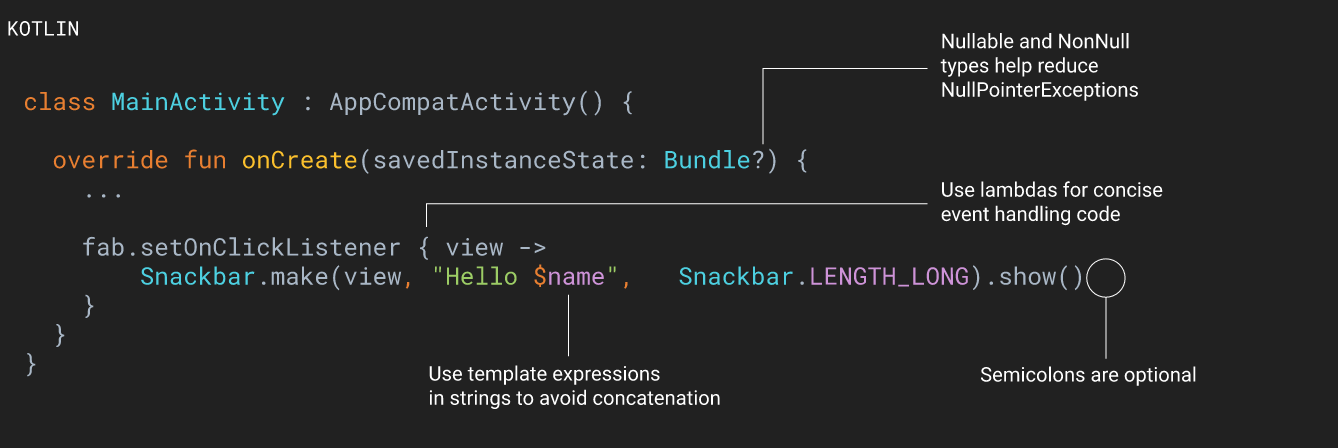 KOTLIN
Nullable and NonNull
types help reduce
NullPointerExceptions
class MainActivity : AppCompatActivity() {
override fun onCreate(savedInstanceState: Bundle?) {
...
Use lambdas for concise
event handling code
fab.setOnClickListener { view ->
Snackbar.make(view, "Hello $name", Snackbar.LENGTH_LONG).show()
}
}
}
Use template expressions
in strings to avoid concatenation
Semicolons are optional